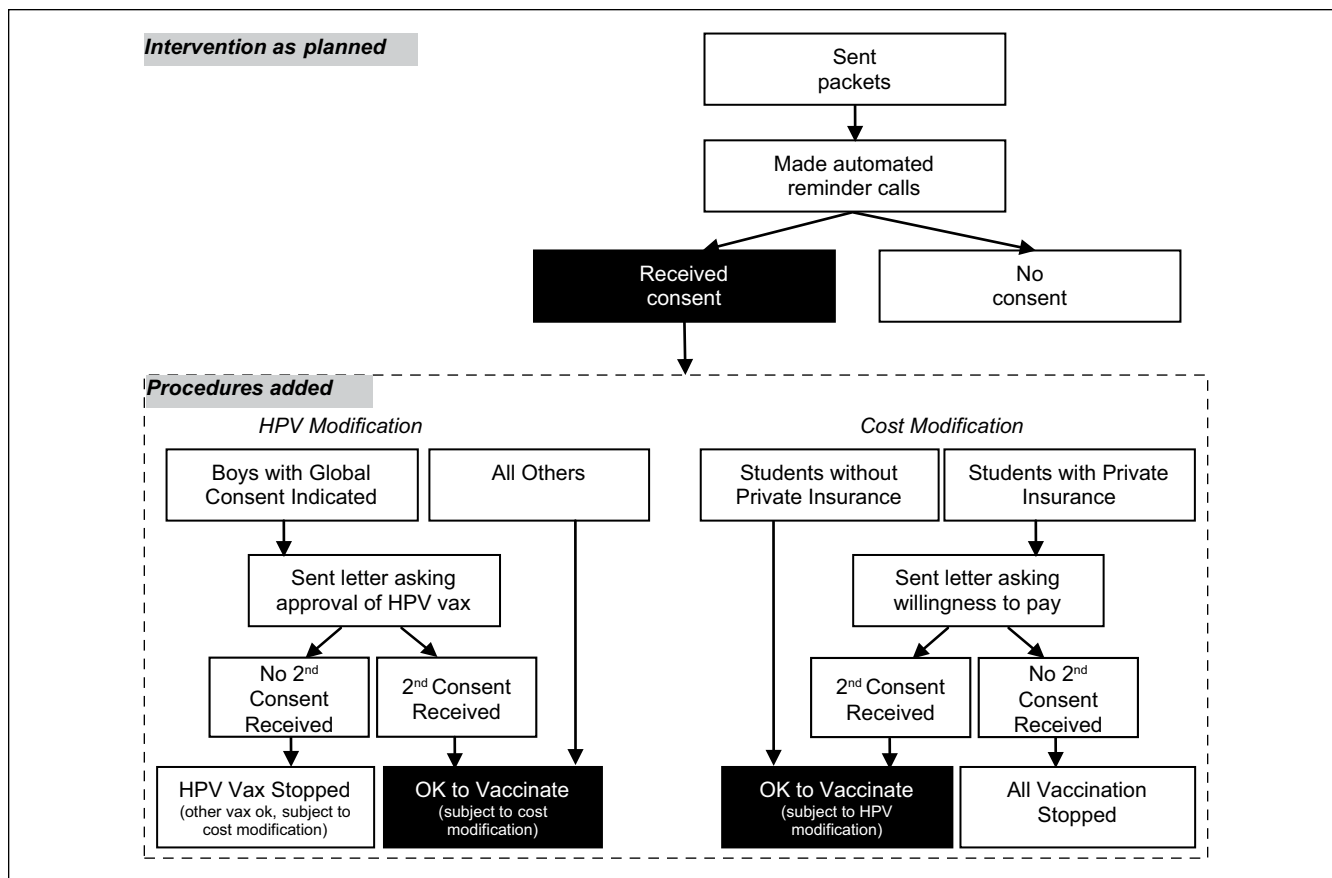 Intervention as planned
Sent
packets
Made automated
reminder calls
Received
consent
No
consent
Procedures added
HPV Modification
Boys with Global
Consent Indicated
All Others
Sent letter asking
approval of HPV vax
No 2nd
Consent
Received
2nd Consent
Received
HPV Vax Stopped
(other vax ok, subject to
cost modification)
OK to Vaccinate
(subject to cost
modification)
Cost Modification
Students without
Private Insurance
Students with Private
Insurance
Sent letter asking
willingness to pay
2nd Consent
Received
No 2nd
Consent
Received
OK to Vaccinate
(subject to HPV
modification)
All Vaccination
Stopped